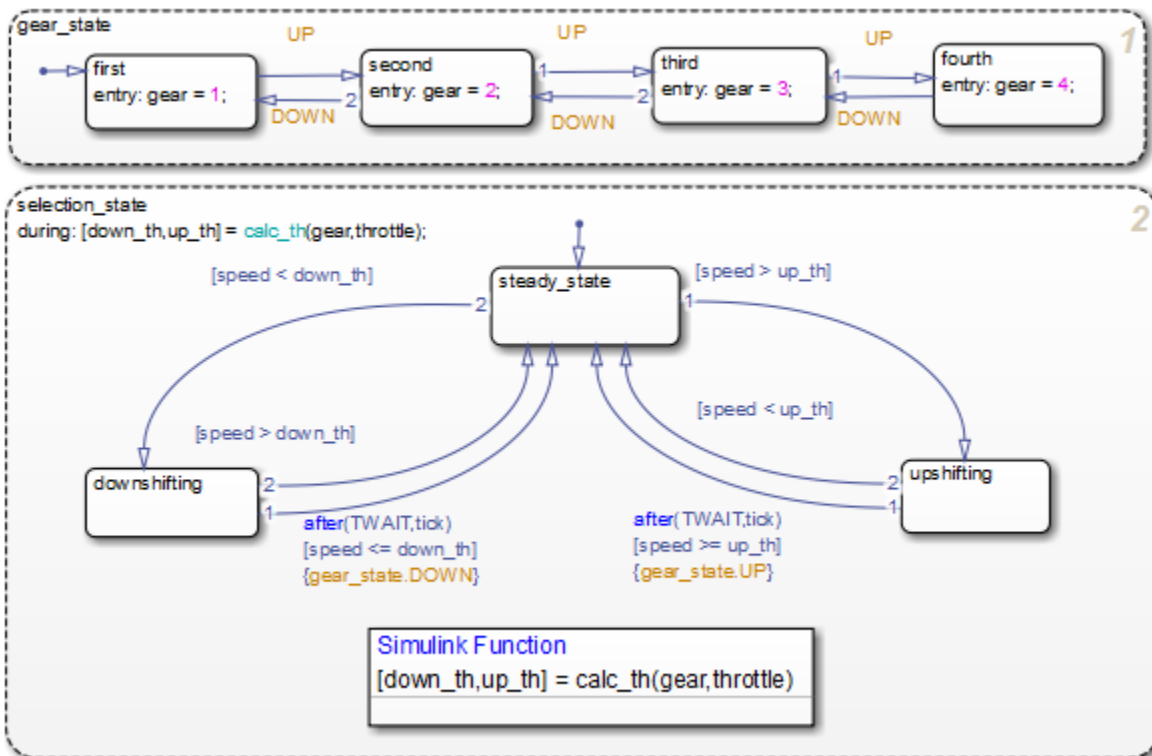 gear_state
1
UP
UP
UP
first
entry: gear = 1;
second
entry: gear = 2;
third
entry: gear = 3;
fourth
entry: gear = 4;
1
2
1
2
1
DOWN
DOWN
DOWN
selection_state
2
during: [down_th,up_th] = calc_th(gear,throttle);
[speed < down_th]
[speed > up_th]
steady_state
2
1
[speed > down_th]
[speed < up_th]
downshifting
upshifting
2
1
2
1
after(TWAIT,tick)
[speed <= down_th]
{gear_state.DOWN}
after(TWAIT,tick)
[speed >= up_th]
{gear_state.UP}
Simulink Function
[down_th,up_th] = calc_th(gear,throttle)